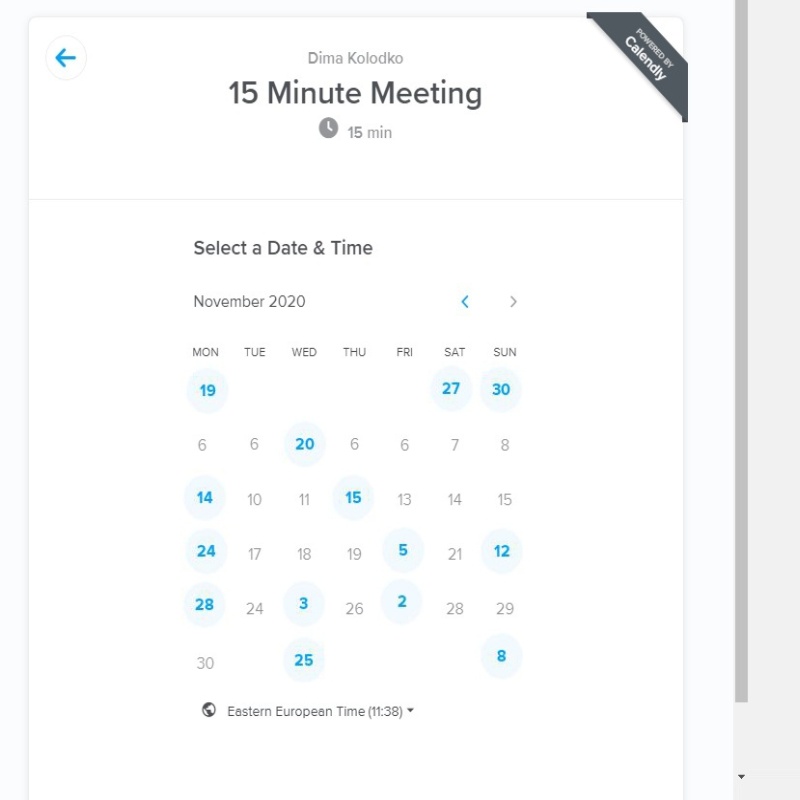 Dima Kolodko
POWERED BY
Calendly
15 Minute Meeting
15 min
Select a Date & Time
November 2020
MON TUE WED THU FRI SAT SUN
19 27 30
6 6 20 6 6 7 8
14 10 11 15 13 14 15
24 17 18 19 5 21 12
28 24 3 26 2 28 29
30 25 8
Eastern European Time (11:38)